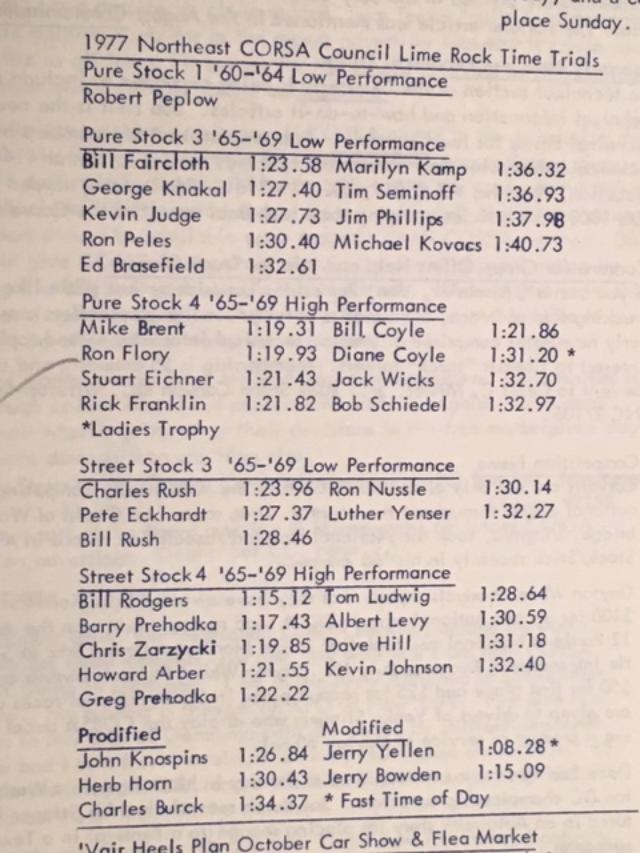 place Sunday.
1977 Northeast CORSA Council Lime Rock Time Trials
Pure Stock 1 '60-'64 Low Performance
Robert Peplow
Pure Stock 3 '65-'69 Low Performance
Bill Faircloth 1:23.58 Marilyn Kamp 1:36.32
George Knakal 1:27.40 Tim Seminoff 1:36.93
Kevin Judge 1:27.73 Jim Phillips 1:37.98
Ron Peles 1:30.40 Michael Kovacs 1:40.73
Ed Brasefield 1:32.61
Pure Stock 4 '65-'69 High Performance
Mike Brent 1:19.31 Bill Coyle 1:21.86
Ron Flory 1:19.93 Diane Coyle 1:31.20 *
Stuart Eichner 1:21.43 Jack Wicks 1:32.70
Rick Franklin 1:21.82 Bob Schiedel 1:32.97
*Ladies Trophy
Street Stock 3 '65-'69 Low Performance
Charles Rush 1:23.96 Ron Nussle 1:30.14
Pete Eckhardt 1:27.37 Luther Yenser 1:32.27
Bill Rush 1:28.46
Street Stock4 '65-'69 High Performance
Bill Rodgers 1:15.12 Tom Ludwig 1:28.64
Barry Prehodka 1:17.43 Albert Levy 1:30.59
Chris Zarzycki 1:19.85 Dave Hill 1:31.18
Howard Arber 1:21.55 Kevin Johnson 1:32.40
Greg Prehodka 1:22.22
Prodified Modified
John Knospins 1:26.84 Jerry Yetlen 1:08.28*
Herb Horn 1:30.43 Jerry Bowden 1:15.09
Charles Burck 1:34.37 * Fast Time of Day
'Vair Heels Plan October Car Show & Flea Market